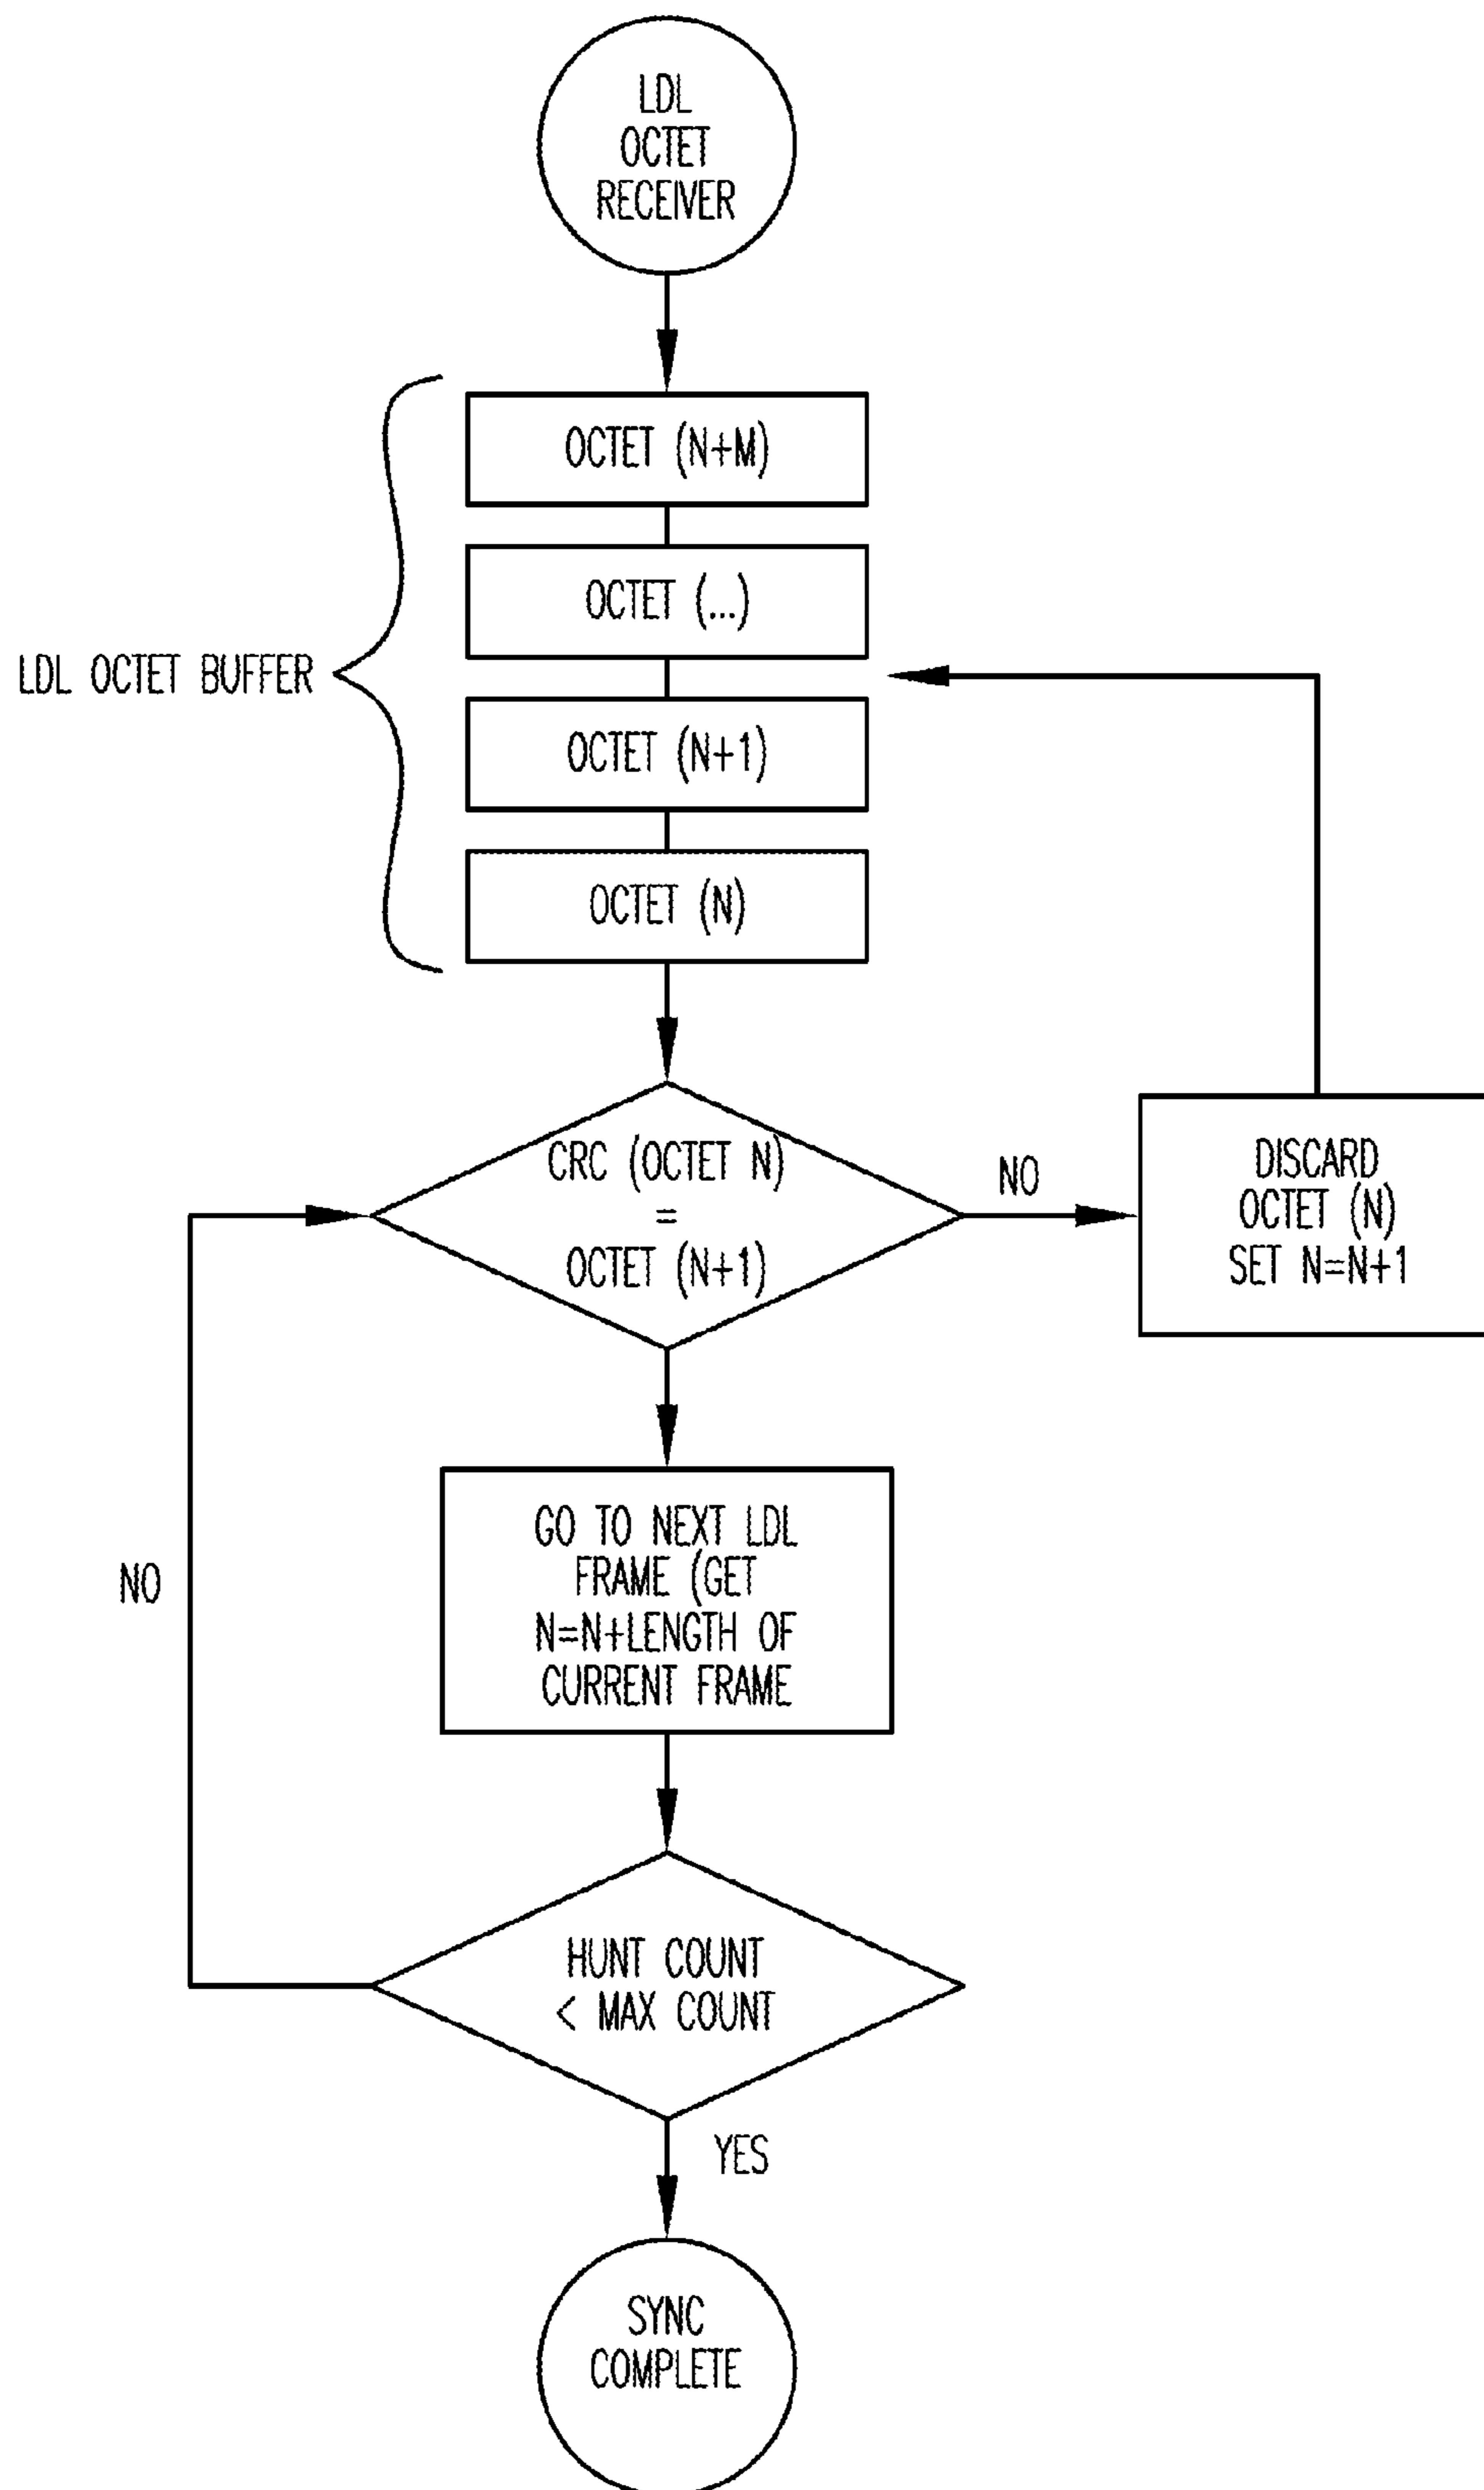 LDL
OCTET
RECEIVER
OCTET (N+M)
OCTET (...)
LDL OCTET BUFFER
OCTET (N+1)
OCTET (N)
CRC (OCTET N)
=
OCTET (N+1)
NO
DISCARD
OCTET (N)
SET N=N+1
GO TO NEXT LDL
FRAME (GET
N=N+LENGTH OF
CURRENT FRAME
NO
HUNT COUNT
< MAX COUNT
YES
SYNC
COMPLETE